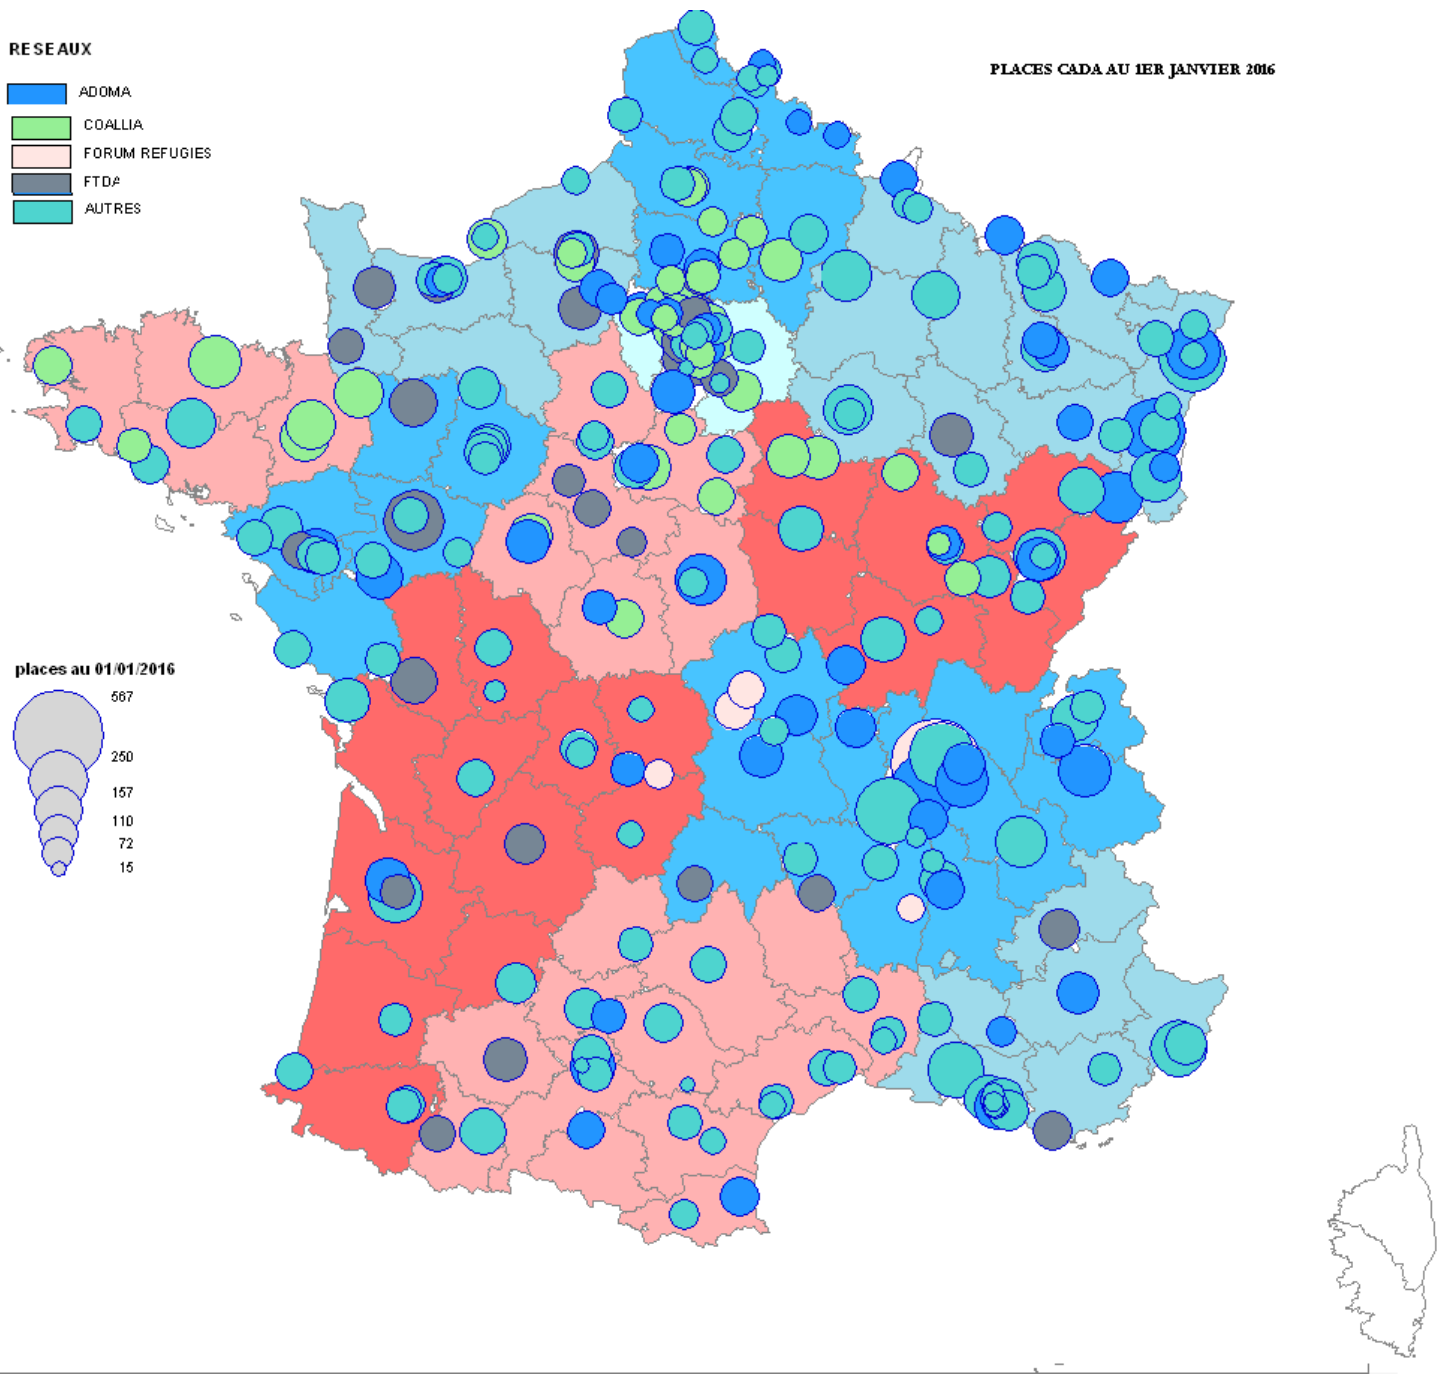 RESEAUX
PLACES CADA AU 1ER JANVIER 2016
ADOMA
COALLIA
FORUM REFUGIES
FTDA
AUTRES
places au 01/01/2016
567
250
157
110
72
15